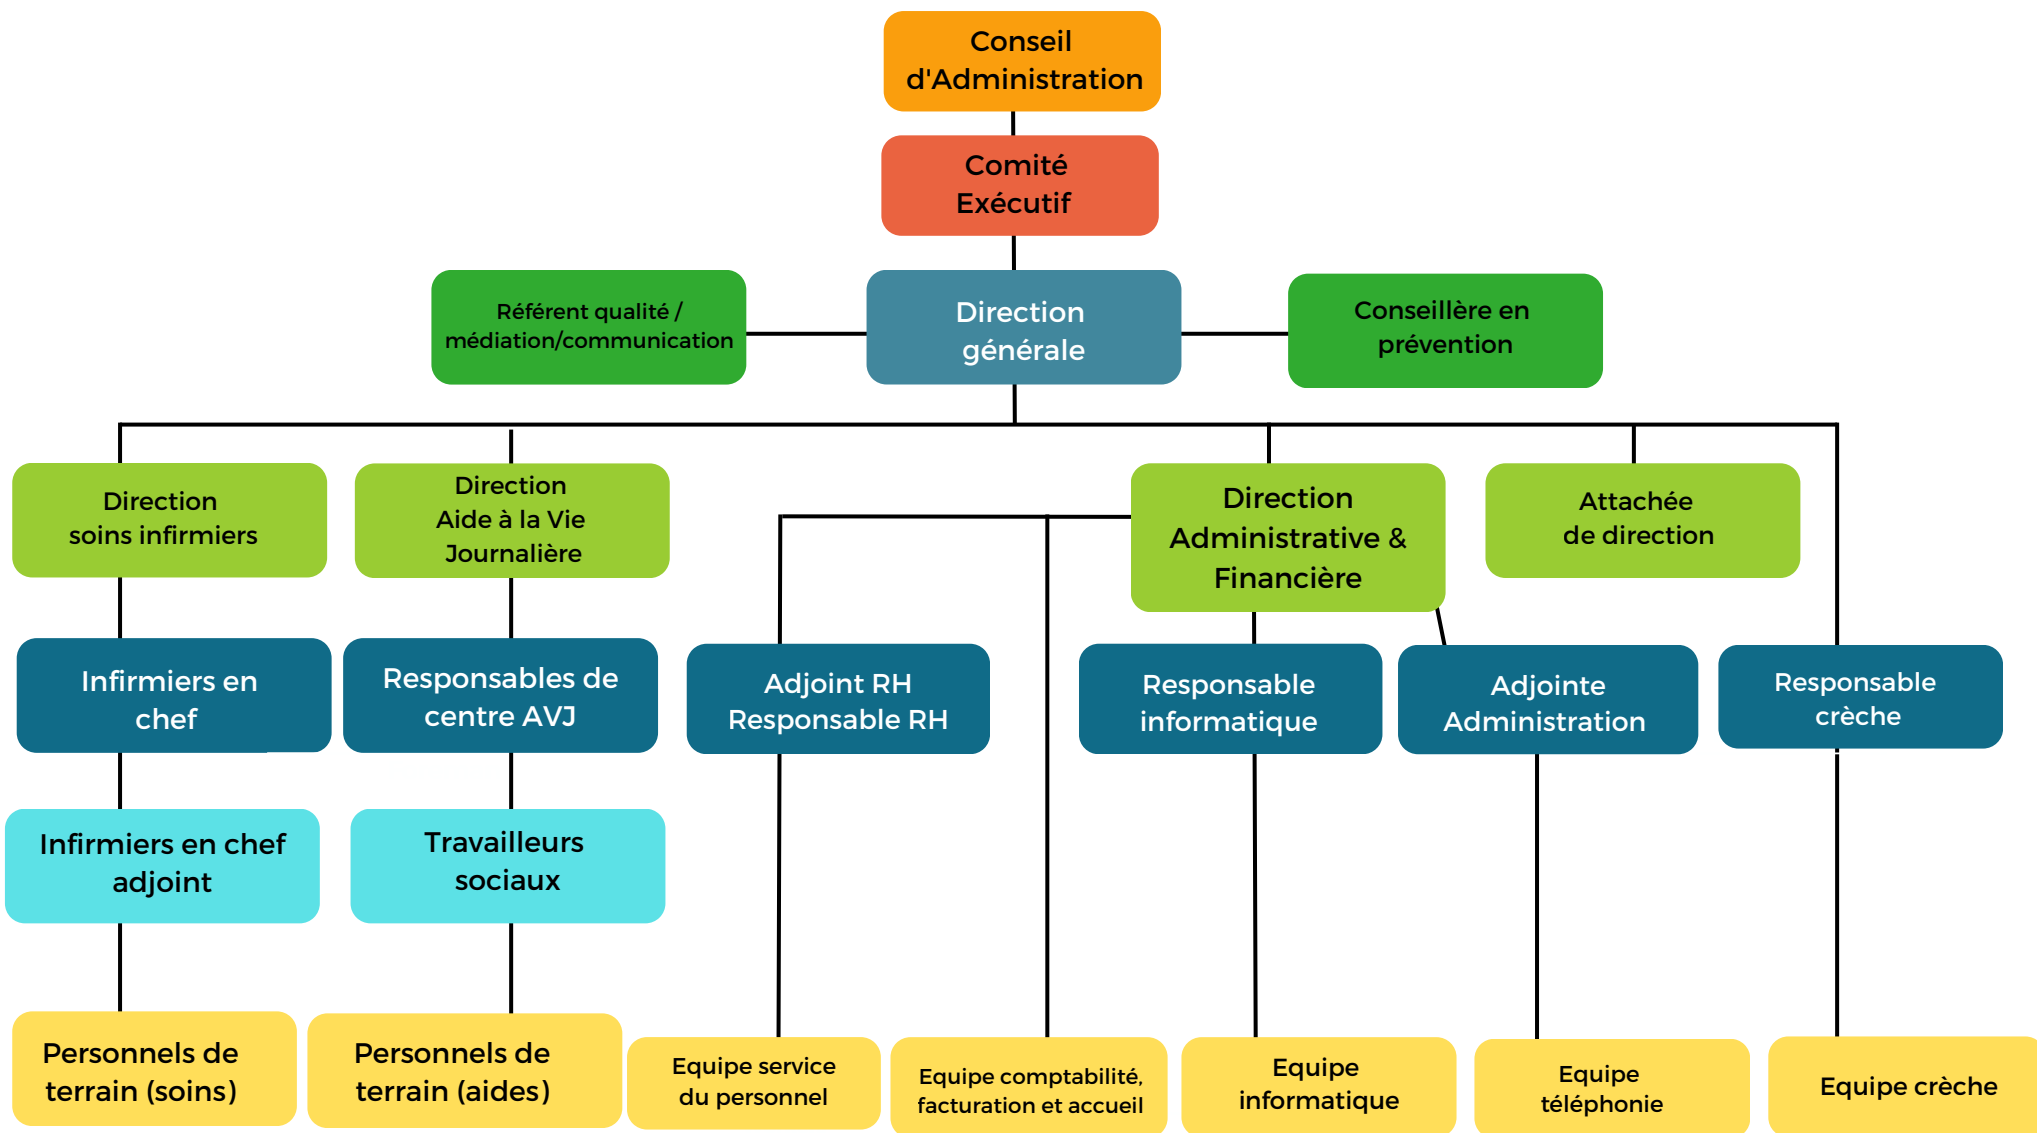 Conseil
d'Administration
Comité
Exécutif
Référent qualité /
médiation/communication
Direction
générale
Conseillère en
prévention
Direction
soins infirmiers
Direction
Aide à la Vie
Journalière
Direction
Administrative &
Financière
Attachée
de direction
Infirmiers en
chef
Responsables de
centre AVJ
Adjoint RH
Responsable RH
Responsable
informatique
Adjointe
Administration
Responsable
crèche
Infirmiers en chef
adjoint
Travailleurs
sociaux
Personnels de
terrain (soins)
Personnels de
terrain (aides)
Equipe service
du personnel
Equipe comptabilité,
facturation et accueil
Equipe
informatique
Equipe
téléphonie
Equipe crèche